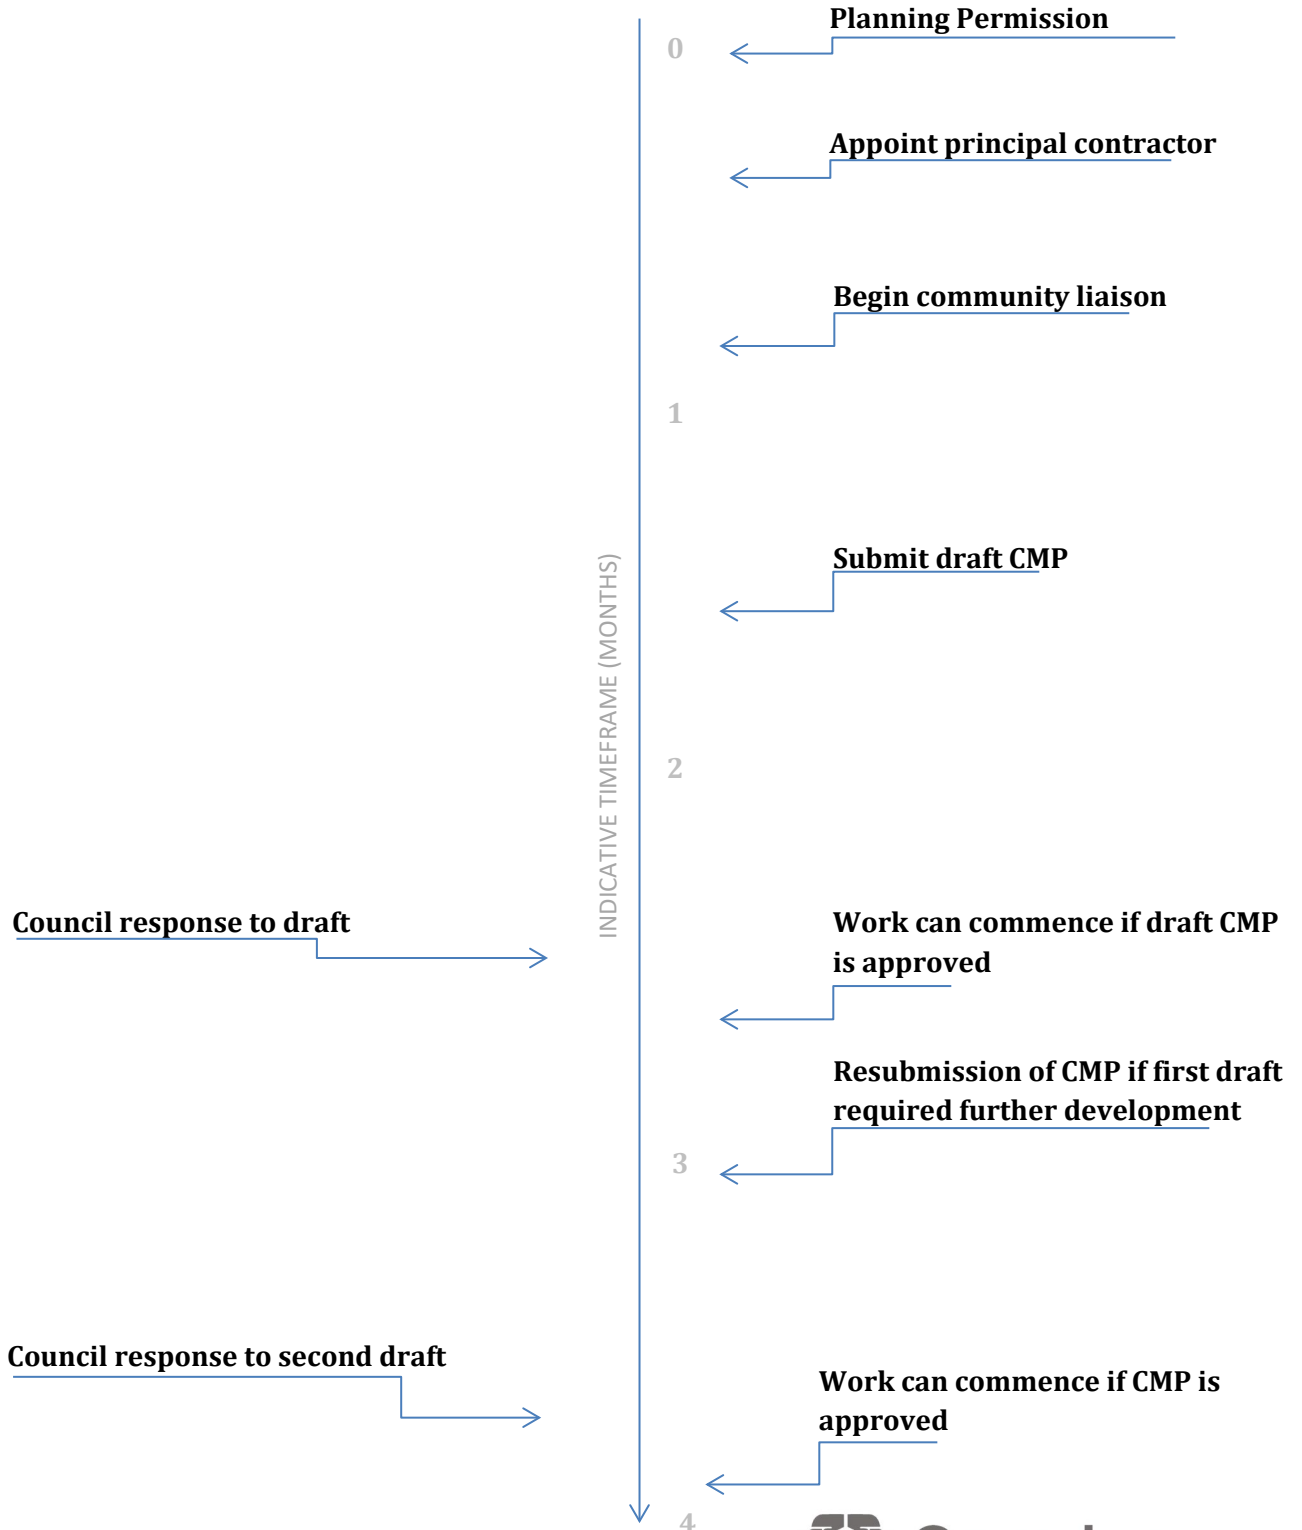 Planning Permission
0
Appoint principal contractor
Begin community liaison
1
Submit draft CMP
INDICATIVE TIMEFRAME (MONTHS)
2
Council response to draft
Work can commence if draft CMP
is approved
Resubmission of CMP if first draft
required further development
3
Council response to second draft
Work can commence if CMP is
approved
4